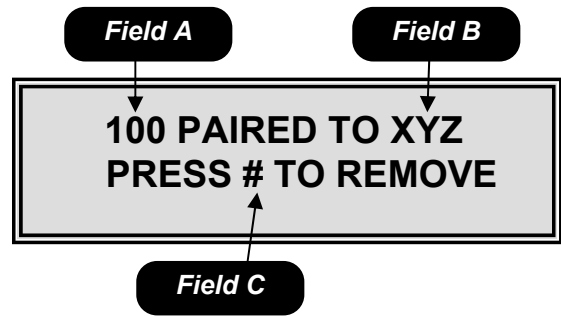 Field A
Field B
100 PAIRED TO XYZ
PRESS # TO REMOVE
Field C